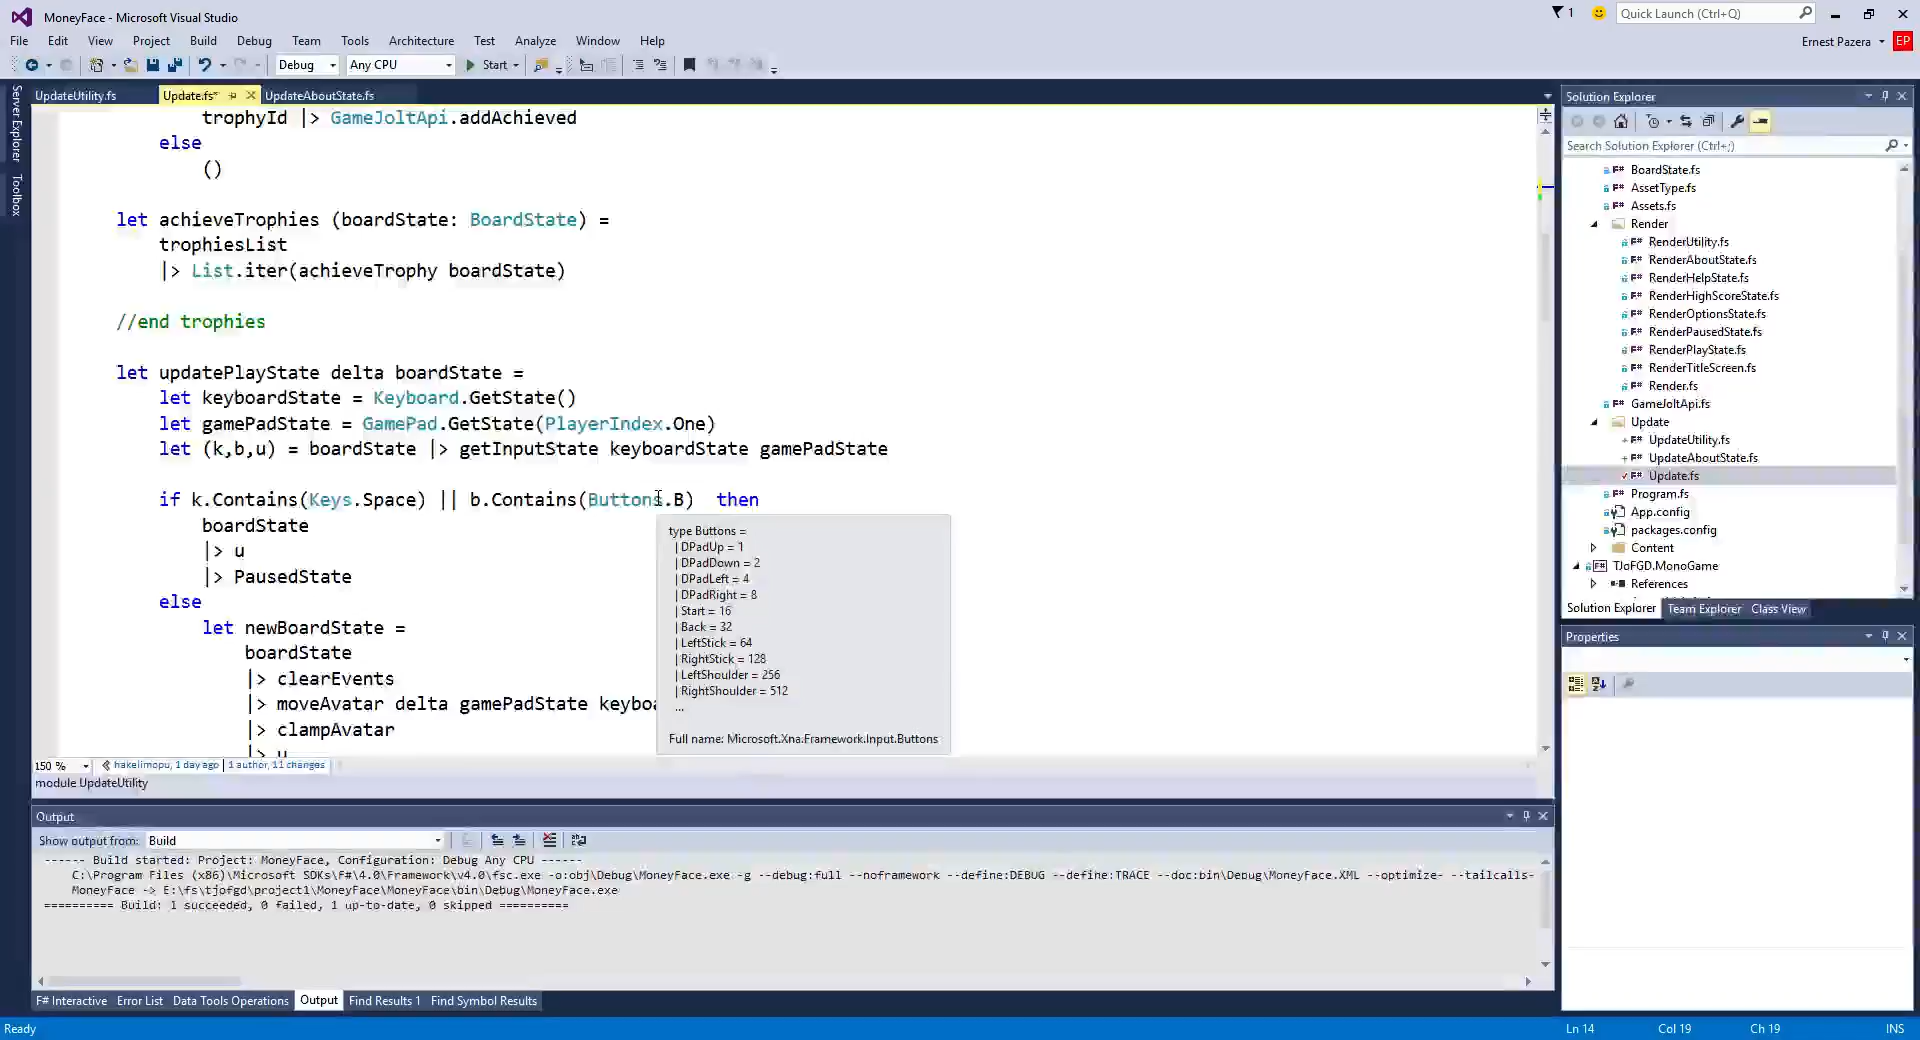 MoneyFace - Microsoft Visual Studio
1
Quick Launch (Ctrl+Q)
File Edit View Project Build Debug Team Tools Architecture Test Analyze Window Help
Ernest Pazera
EP
Debug
Any CPU
Start
Server Explorer
Toolbox
UpdateUtility.fs
Update.fs*
UpdateAboutState.fs
trophyId |> GameJoltApi.addAchieved
else
()
let achieveTrophies (boardState: BoardState) =
trophiesList
|> List.iter(achieveTrophy boardState)
//end trophies
let updatePlayState delta boardState =
let keyboardState = Keyboard.GetState()
let gamePadState = GamePad.GetState(PlayerIndex.One)
let (k,b,u) = boardState |> getInputState keyboardState gamePadState
if k.Contains(Keys.Space) || b.Contains(Buttons.B) then
boardState
|> u
|> PausedState
else
let newBoardState =
boardState
|> clearEvents
|> moveAvatar delta gamePadState keyboa
|> clampAvatar
|> u
type Buttons =
| DPadUp = 1
| DPadDown = 2
| DPadLeft = 4
| DPadRight = 8
| Start = 16
| Back = 32
| LeftStick = 64
| RightStick = 128
| LeftShoulder = 256
| RightShoulder = 512
...
Full name: Microsoft.Xna.Framework.Input.Buttons
150 %
hakelimopu, 1 day ago | 1 author, 11 changes
module UpdateUtility
Output
Show output from: Build
------ Build started: Project: MoneyFace, Configuration: Debug Any CPU ------
C:\Program Files (x86)\Microsoft SDKs\F#\4.0\Framework\v4.0\fsc.exe -o:obj\Debug\MoneyFace.exe -g --debug:full --noframework --define:DEBUG --define:TRACE --doc:bin\Debug\MoneyFace.XML --optimize- --tailcalls-
MoneyFace -> E:\fs\tjofgd\project1\MoneyFace\MoneyFace\bin\Debug\MoneyFace.exe
========== Build: 1 succeeded, 0 failed, 1 up-to-date, 0 skipped ==========
F# Interactive Error List Data Tools Operations Output Find Results 1 Find Symbol Results
Solution Explorer
Search Solution Explorer (Ctrl+;)
F# BoardState.fs
F# AssetType.fs
F# Assets.fs
Render
F# RenderUtility.fs
F# RenderAboutState.fs
F# RenderHelpState.fs
F# RenderHighScoreState.fs
F# RenderOptionsState.fs
F# RenderPausedState.fs
F# RenderPlayState.fs
F# RenderTitleScreen.fs
F# Render.fs
F# GameJoltApi.fs
Update
F# UpdateUtility.fs
F# UpdateAboutState.fs
F# Update.fs
F# Program.fs
App.config
packages.config
Content
F# TJoFGD.MonoGame
References
Solution Explorer Team Explorer Class View
Properties
Ready
Ln 14 Col 19 Ch 19 INS